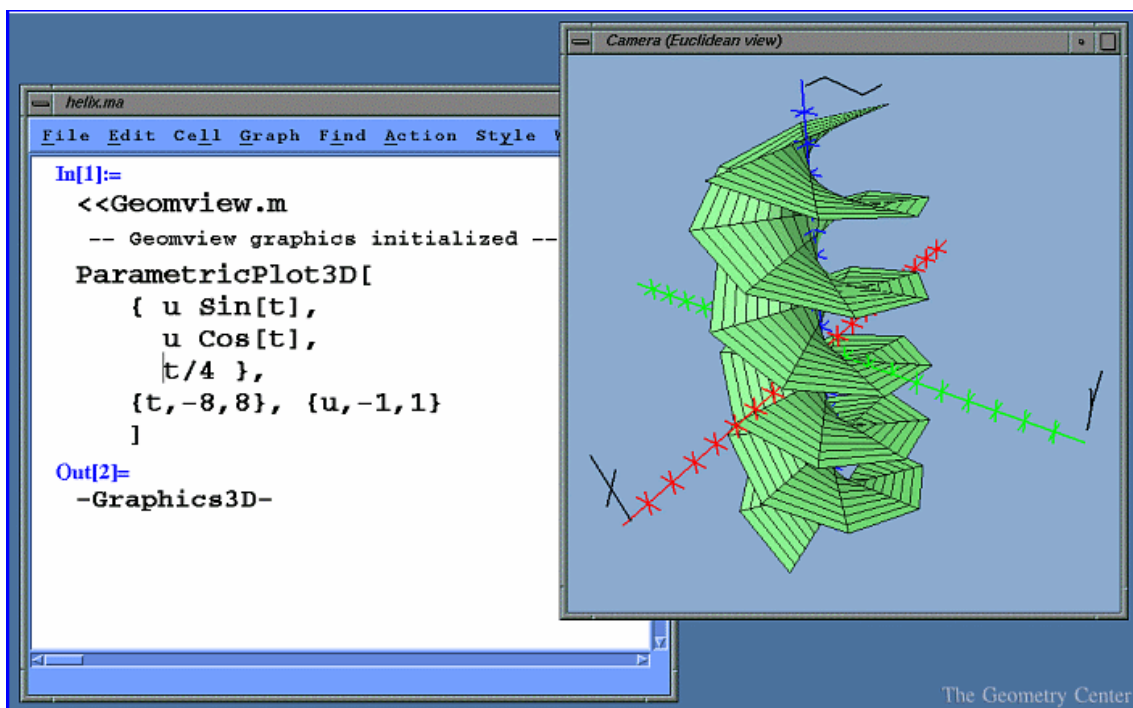 Camera (Euclidean view)
helix.ma
File Edit Cell Graph Find Action Style
In[1]:=
<<Geomview.m
-- Geomview graphics initialized --
ParametricPlot3D[
{ u Sin[t],
u Cos[t],
t/4 },
{t,-8,8}, {u,-1,1}
]
Out[2]=
-Graphics3D-
X
y
The Geometry Center